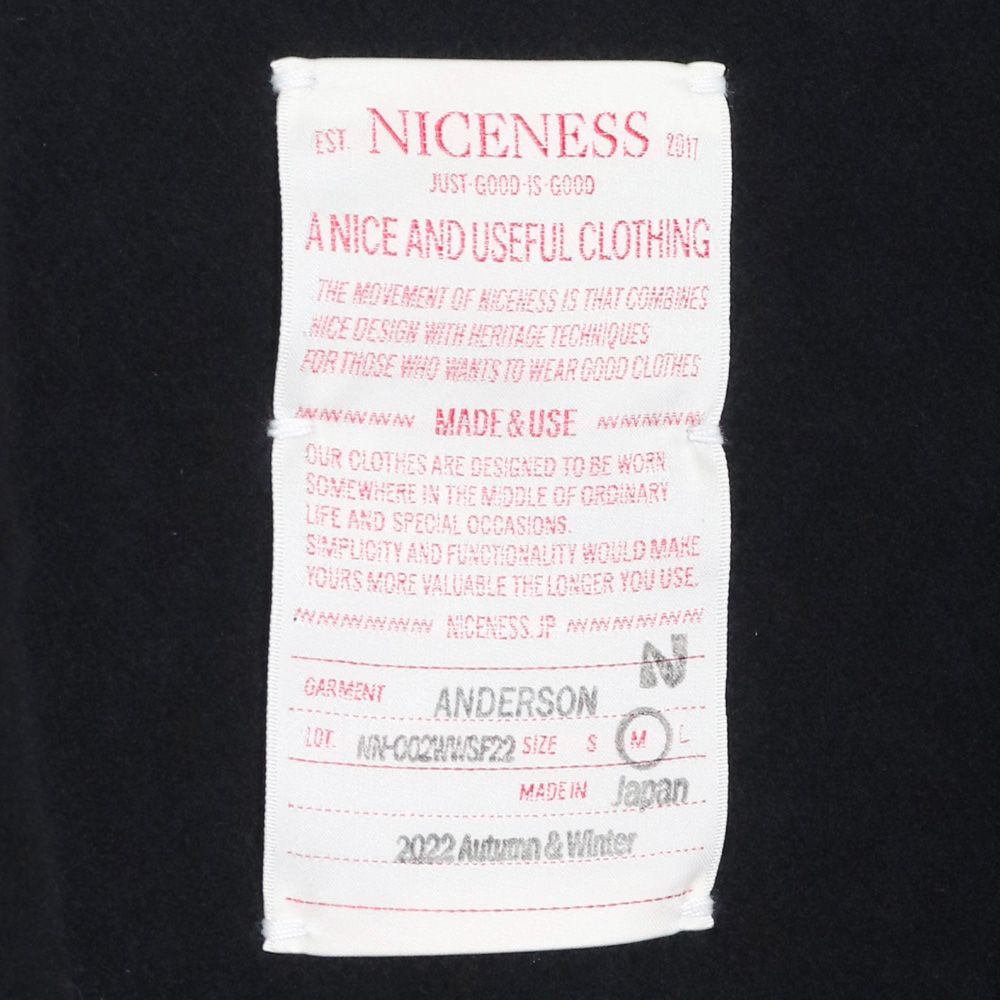 EST. NICENESS 2017
JUST·GOOD·IS·GOOD
A NICE AND USEFUL CLOTHING
THE MOVEMENT OF NICENESS IS THAT COMBINES
NICE DESIGN WITH HERITAGE TECHNIQUES
FOR THOSE WHO WANTS TO WEAR GOOD CLOTHES
MADE & USE
OUR CLOTHES ARE DESIGNED TO BE WORN
SOMEWHERE IN THE MIDDLE OF ORDINARY
LIFE AND SPECIAL OCCASIONS.
SIMPLICITY AND FUNCTIONALITY WOULD MAKE
YOURS MORE VALUABLE THE LONGER YOU USE.
NICENESS.JP
N
GARMENT ANDERSON
LOT. NN-002WWSF22 SIZE S M L
MADE IN Japan
2022 Autumn & Winter